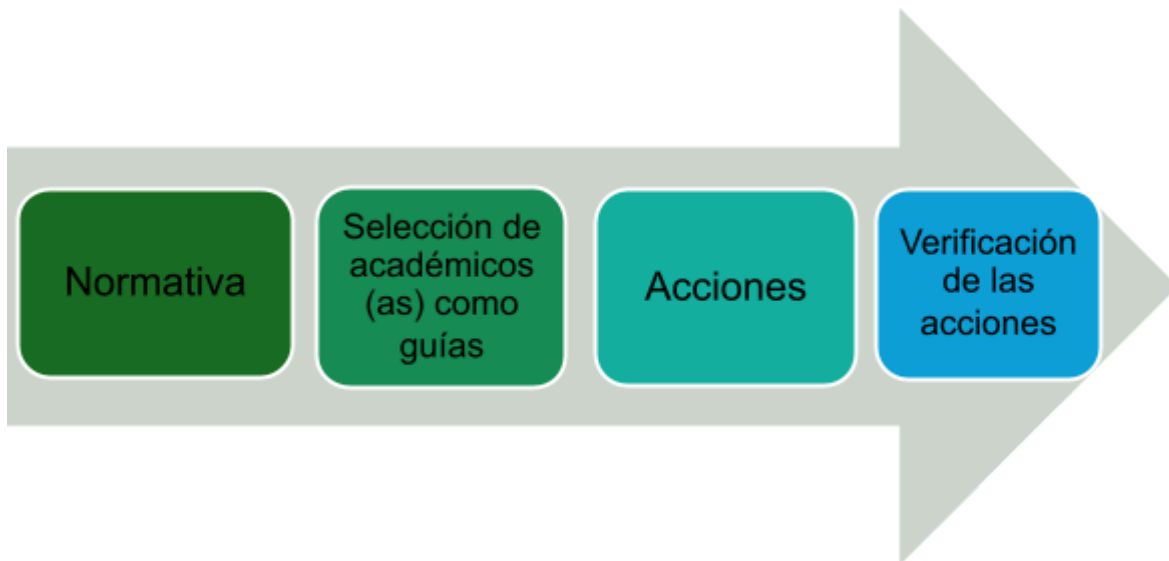 Normativa
Selección de
académicos
(as) como
guías
Acciones
Verificación
de las
acciones